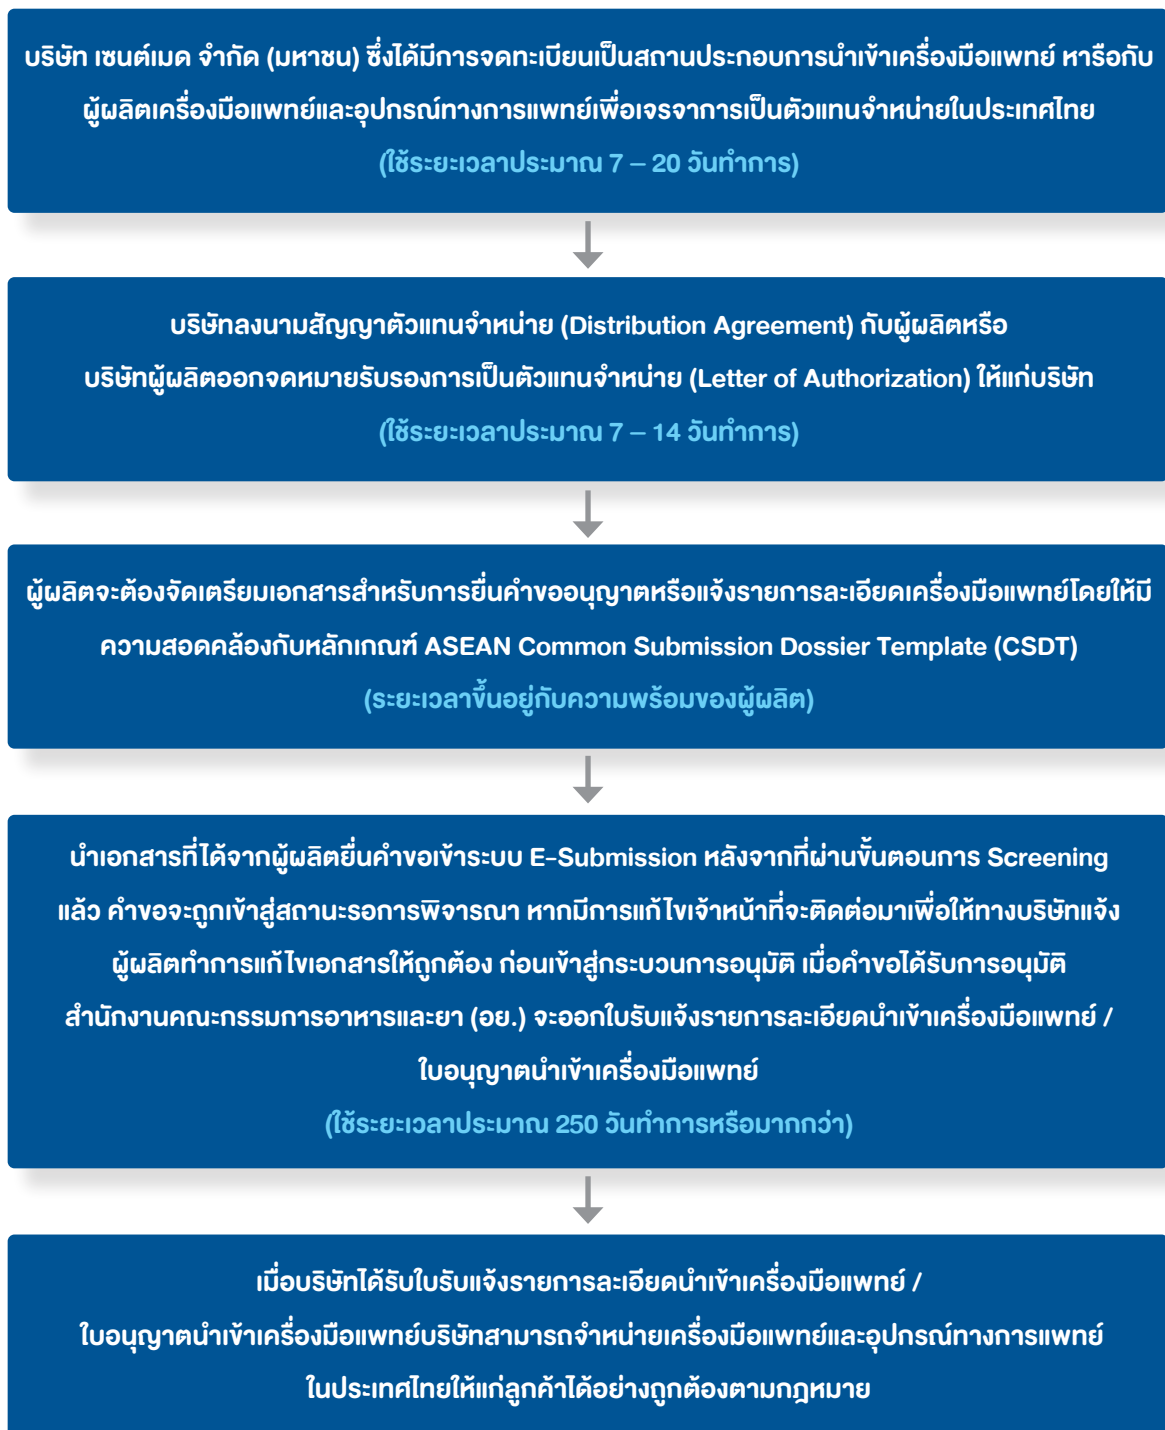 บริษัท เซนต์เมด จำกัด (มหาชน) ซึ่งได้มีการจดทะเบียนเป็นสถานประกอบการนำเข้าเครื่องมือแพทย์ หารือกับ
ผู้ผลิตเครื่องมือแพทย์และอุปกรณ์ทางการแพทย์เพื่อเจรจาการเป็นตัวแทนจำหน่ายในประเทศไทย
(ใช้ระยะเวลาประมาณ 7 – 20 วันทำการ)
บริษัทลงนามสัญญาตัวแทนจำหน่าย (Distribution Agreement) กับผู้ผลิตหรือ
บริษัทผู้ผลิตออกจดหมายรับรองการเป็นตัวแทนจำหน่าย (Letter of Authorization) ให้แก่บริษัท
(ใช้ระยะเวลาประมาณ 7 – 14 วันทำการ)
ผู้ผลิตจะต้องจัดเตรียมเอกสารสำหรับการยื่นคำขออนุญาตหรือแจ้งรายการละเอียดเครื่องมือแพทย์โดยให้มี
ความสอดคล้องกับหลักเกณฑ์ ASEAN Common Submission Dossier Template (CSDT)
(ระยะเวลาขึ้นอยู่กับความพร้อมของผู้ผลิต)
นำเอกสารที่ได้จากผู้ผลิตยื่นคำขอเข้าระบบ E-Submission หลังจากที่ผ่านขั้นตอนการ Screening
แล้ว คำขอจะถูกเข้าสู่สถานะรอการพิจารณา หากมีการแก้ไขเจ้าหน้าที่จะติดต่อมาเพื่อให้ทางบริษัทแจ้ง
ผู้ผลิตทำการแก้ไขเอกสารให้ถูกต้อง ก่อนเข้าสู่กระบวนการอนุมัติ เมื่อคำขอได้รับการอนุมัติ
สำนักงานคณะกรรมการอาหารและยา (อย.) จะออกใบรับแจ้งรายการละเอียดนำเข้าเครื่องมือแพทย์ /
ใบอนุญาตนำเข้าเครื่องมือแพทย์
(ใช้ระยะเวลาประมาณ 250 วันทำการหรือมากกว่า)
เมื่อบริษัทได้รับใบรับแจ้งรายการละเอียดนำเข้าเครื่องมือแพทย์ /
ใบอนุญาตนำเข้าเครื่องมือแพทย์บริษัทสามารถจำหน่ายเครื่องมือแพทย์และอุปกรณ์ทางการแพทย์
ในประเทศไทยให้แก่ลูกค้าได้อย่างถูกต้องตามกฎหมาย